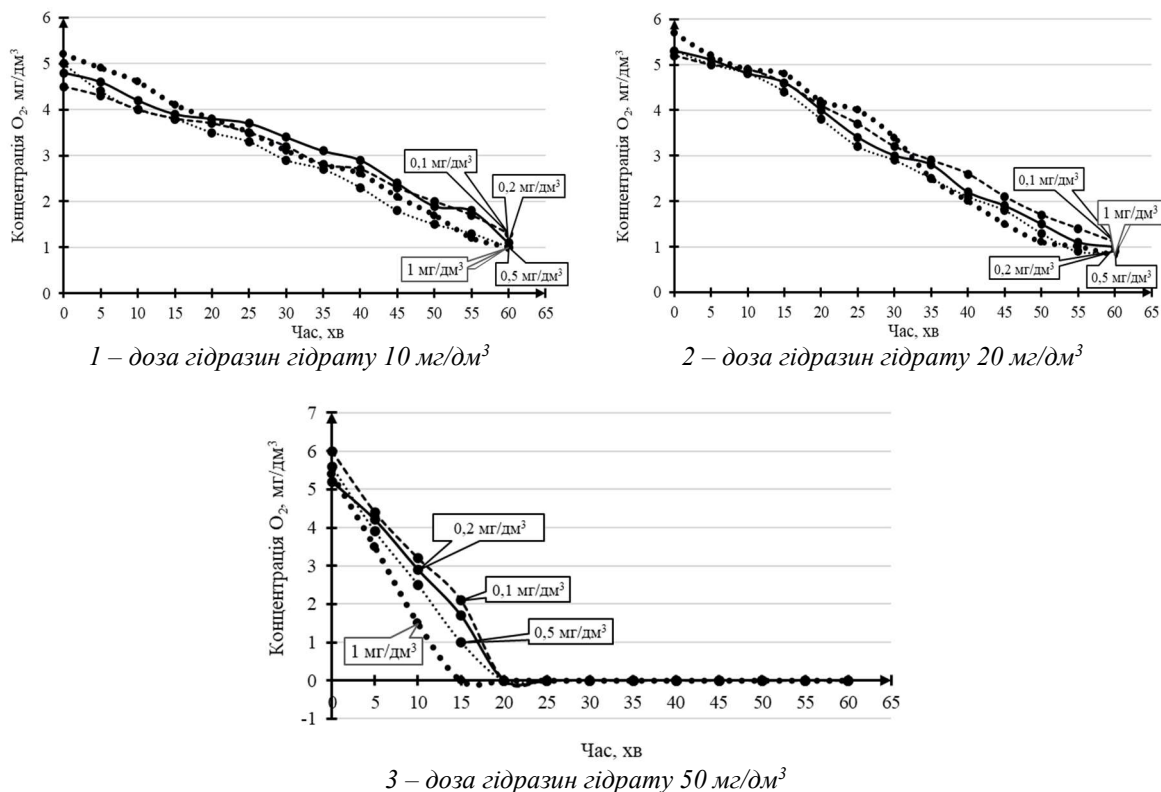 Концентрація O₂, мг/дм³
6
5
4
3
2
1
0
0,1 мг/дм³
0,2 мг/дм³
1 мг/дм³
0,5 мг/дм³
0 5 10 15 20 25 30 35 40 45 50 55 60 65
Час, хв
1 – доза гідразин гідрату 10 мг/дм³
Концентрація O₂, мг/дм³
6
5
4
3
2
1
0
0,1 мг/дм³
1 мг/дм³
0,2 мг/дм³
0,5 мг/дм³
0 5 10 15 20 25 30 35 40 45 50 55 60 65
Час, хв
2 – доза гідразин гідрату 20 мг/дм³
Концентрація O₂, мг/дм³
7
6
5
4
3
2
1
0
-1
0,2 мг/дм³
0,1 мг/дм³
0,5 мг/дм³
1 мг/дм³
0 5 10 15 20 25 30 35 40 45 50 55 60 65
Час, хв
3 – доза гідразин гідрату 50 мг/дм³